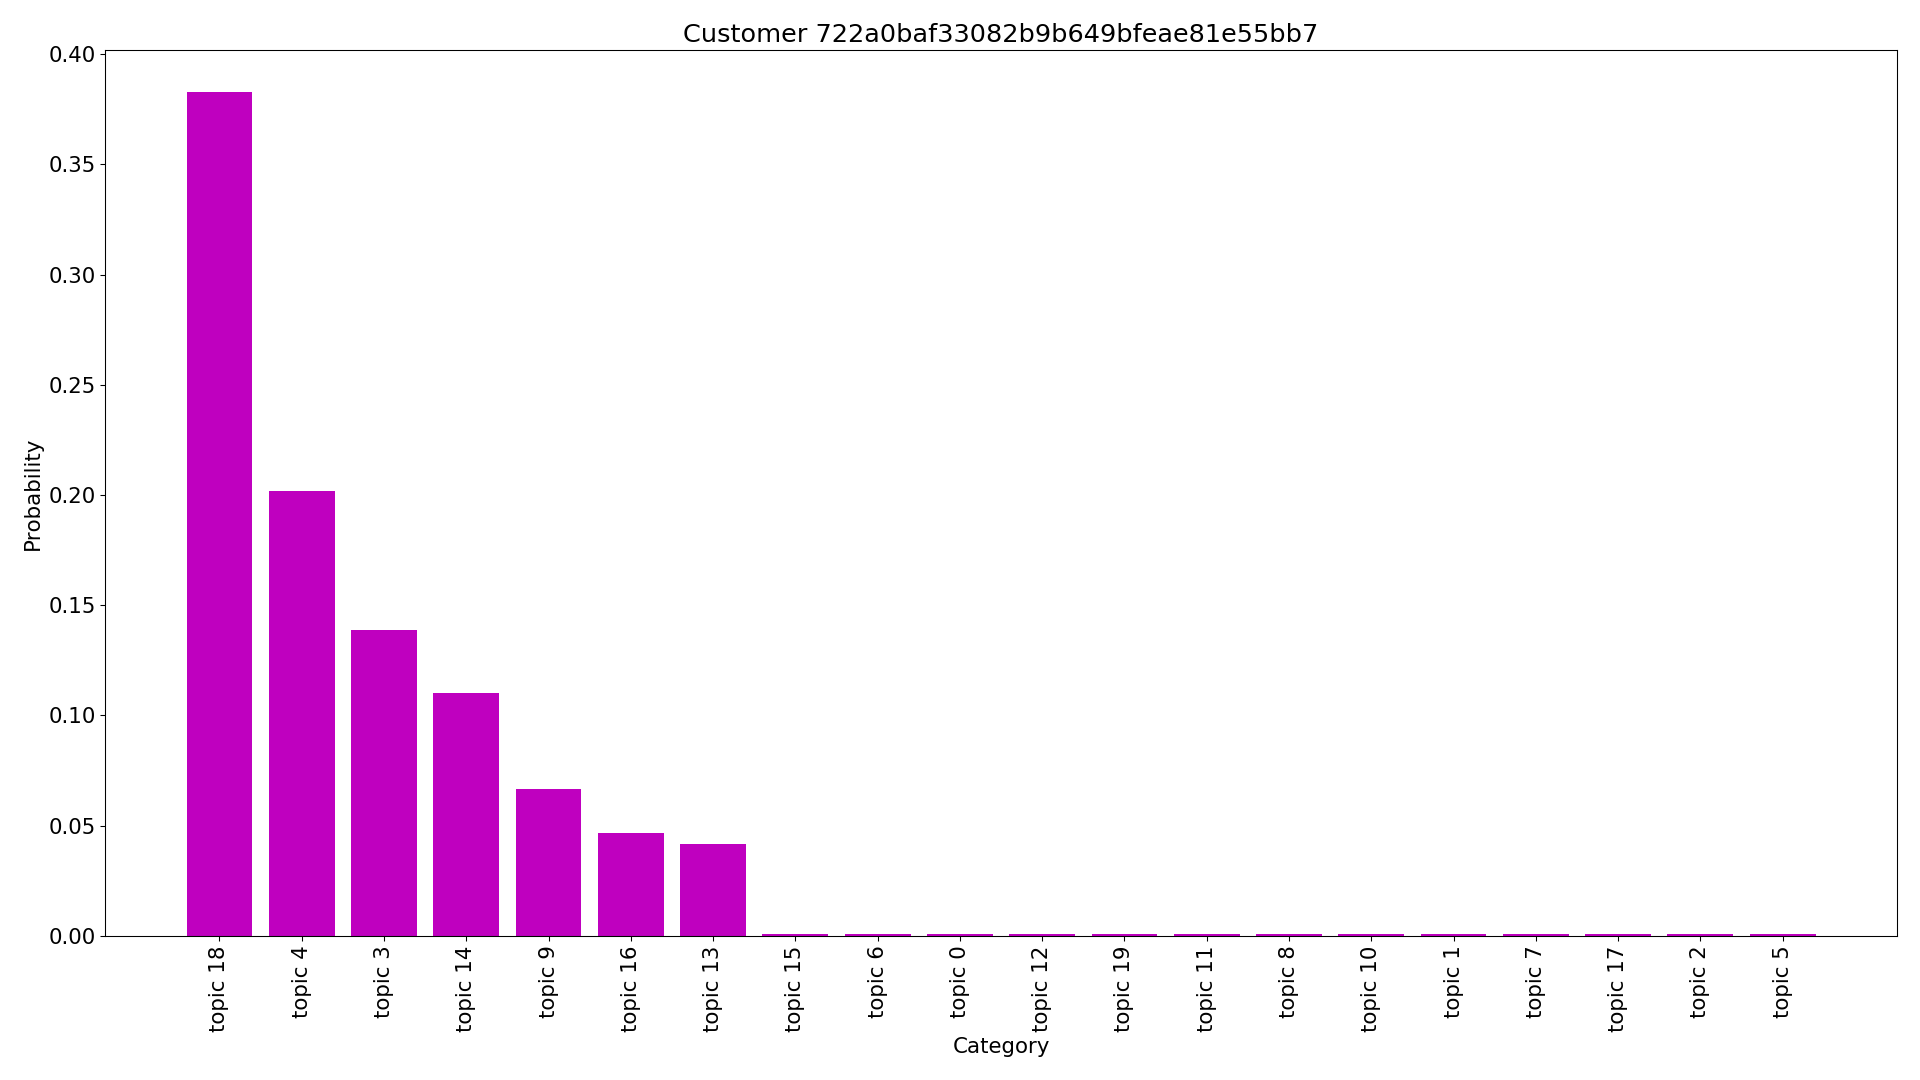 Customer 722a0baf33082b9b649bfeae81e55bb7
Probability
0.40
0.35
0.30
0.25
0.20
0.15
0.10
0.05
0.00
topic 18
topic 4
topic 3
topic 14
topic 9
topic 16
topic 13
topic 15
topic 6
topic 0
topic 12
topic 19
topic 11
topic 8
topic 10
topic 1
topic 7
topic 17
topic 2
topic 5
Category